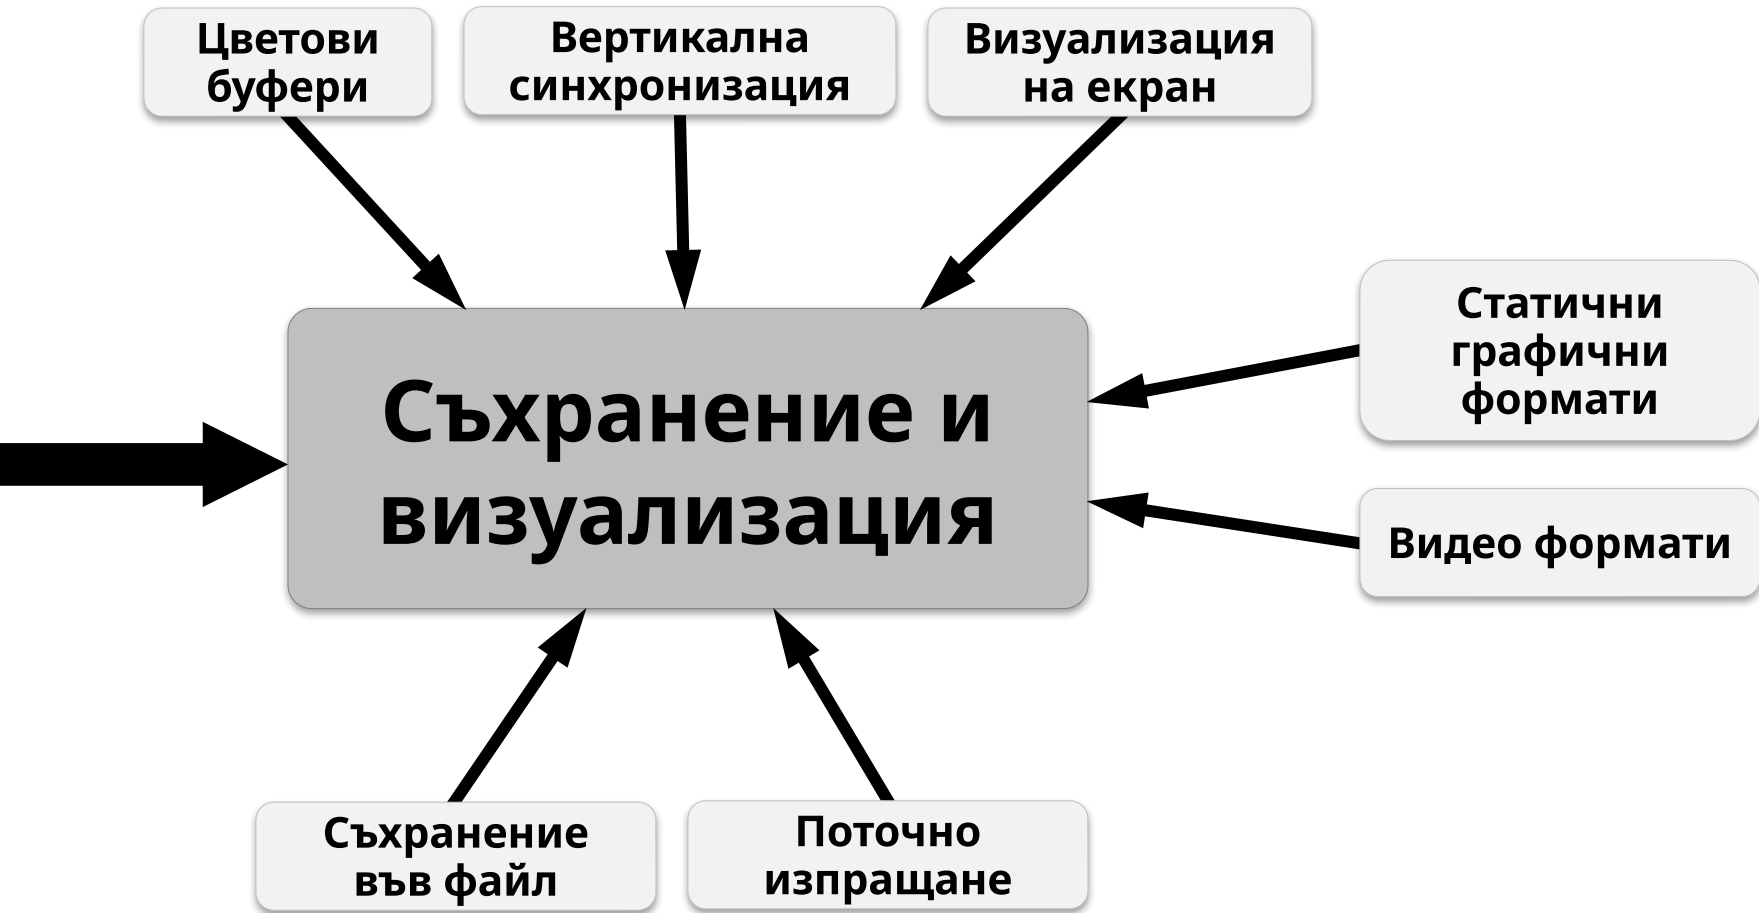 Цветови
буфери
Вертикална
синхронизация
Визуализация
на екран
Статични
графични
формати
Съхранение и
визуализация
Видео формати
Съхранение
във файл
Поточно
изпращане